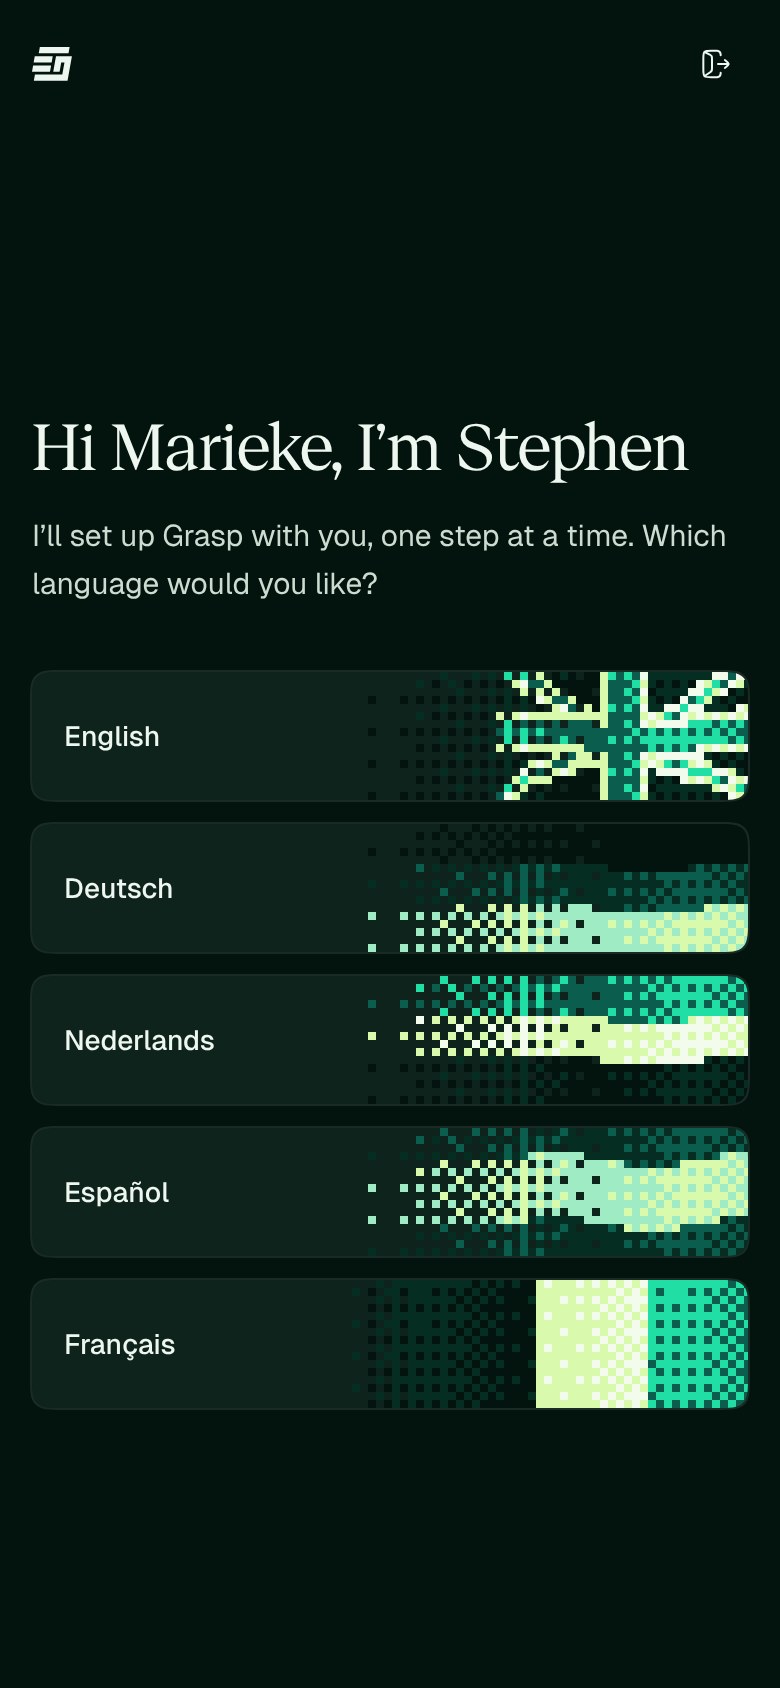 Hi Marieke, I’m Stephen
I’ll set up Grasp with you, one step at a time. Which
language would you like?
English
Deutsch
Nederlands
Español
Français